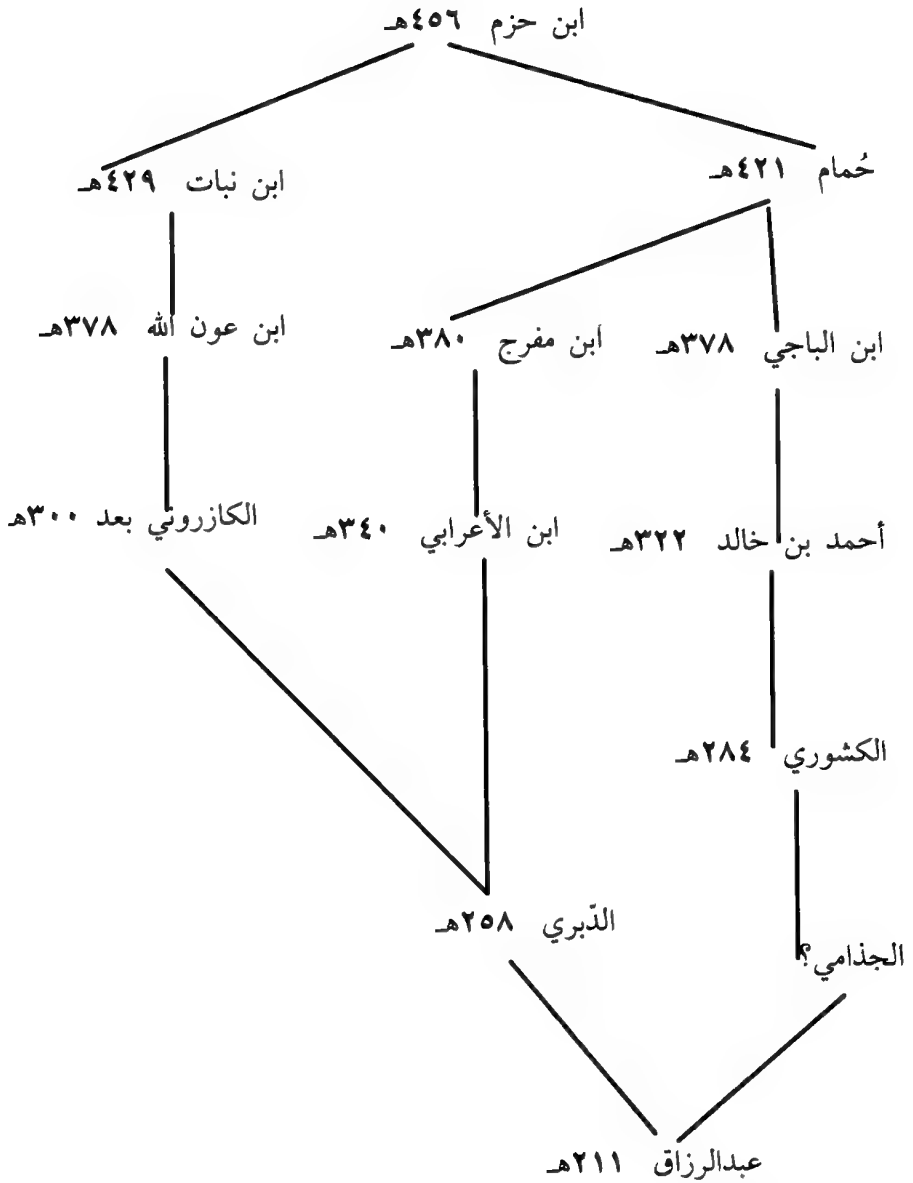 ابن حزم ٤٥٦هـ
حُمام ٤٢١هـ
ابن نبات ٤٢٩هـ
ابن الباجي ٣٧٨هـ
ابن مفرج ٣٨٠هـ
ابن عون الله ٣٧٨هـ
أحمد بن خالد ٣٢٢هـ
ابن الأعرابي ٣٤٠هـ
الكازروني بعد ٣٠٠هـ
الكشوري ٢٨٤هـ
الدّبري ٢٥٨هـ
الجذامي؟
عبدالرزاق ٢١١هـ